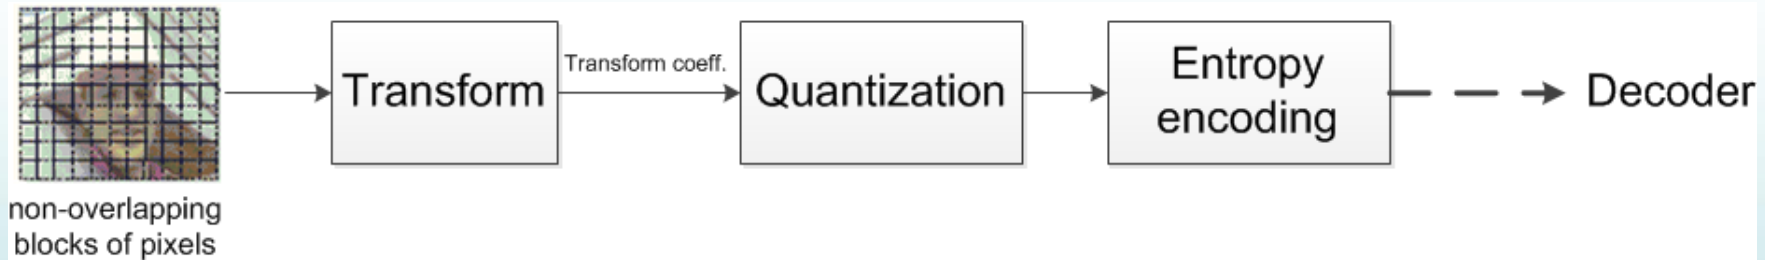 Transform
Transform coeff.
Quantization
Entropy
encoding
Decoder
non-overlapping
blocks of pixels